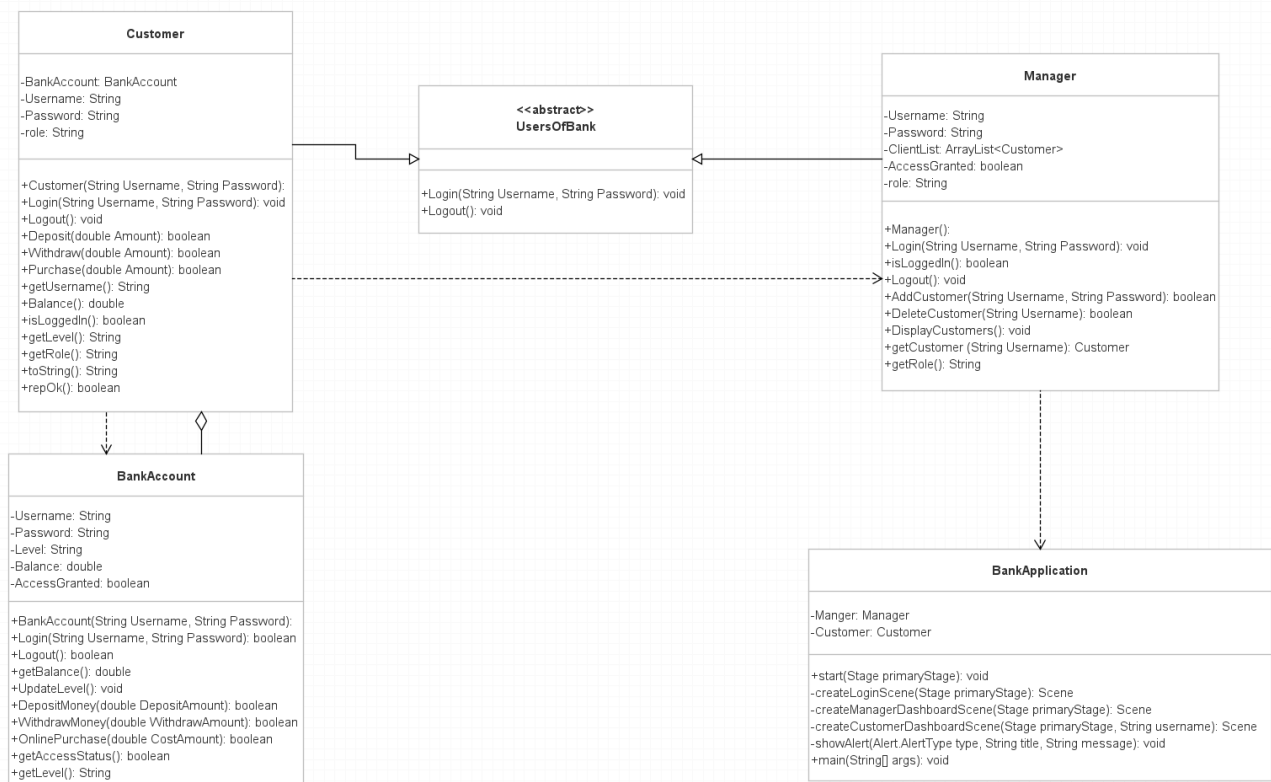 Customer
-BankAccount: BankAccount
-Username: String
-Password: String
-role: String
+Customer(String Username, String Password):
+Login(String Username, String Password): void
+Logout(): void
+Deposit(double Amount): boolean
+Withdraw(double Amount): boolean
+Purchase(double Amount): boolean
+getUsername(): String
+Balance(): double
+isLoggedIn(): boolean
+getLevel(): String
+getRole(): String
+toString(): String
+repOk(): boolean
<<abstract>>
UsersOfBank
+Login(String Username, String Password): void
+Logout(): void
Manager
-Username: String
-Password: String
-ClientList: ArrayList<Customer>
-AccessGranted: boolean
-role: String
+Manager():
+Login(String Username, String Password): void
+isLoggedIn(): boolean
+Logout(): void
+AddCustomer(String Username, String Password): boolean
+DeleteCustomer(String Username): boolean
+DisplayCustomers(): void
+getCustomer (String Username): Customer
+getRole(): String
BankAccount
-Username: String
-Password: String
-Level: String
-Balance: double
-AccessGranted: boolean
+BankAccount(String Username, String Password):
+Login(String Username, String Password): boolean
+Logout(): boolean
+getBalance(): double
+UpdateLevel(): void
+DepositMoney(double DepositAmount): boolean
+WithdrawMoney(double WithdrawAmount): boolean
+OnlinePurchase(double CostAmount): boolean
+getAccessStatus(): boolean
+getLevel(): String
BankApplication
-Manger: Manager
-Customer: Customer
+start(Stage primaryStage): void
-createLoginScene(Stage primaryStage): Scene
-createManagerDashboardScene(Stage primaryStage): Scene
-createCustomerDashboardScene(Stage primaryStage, String username): Scene
-showAlert(Alert.AlertType type, String title, String message): void
+main(String[] args): void